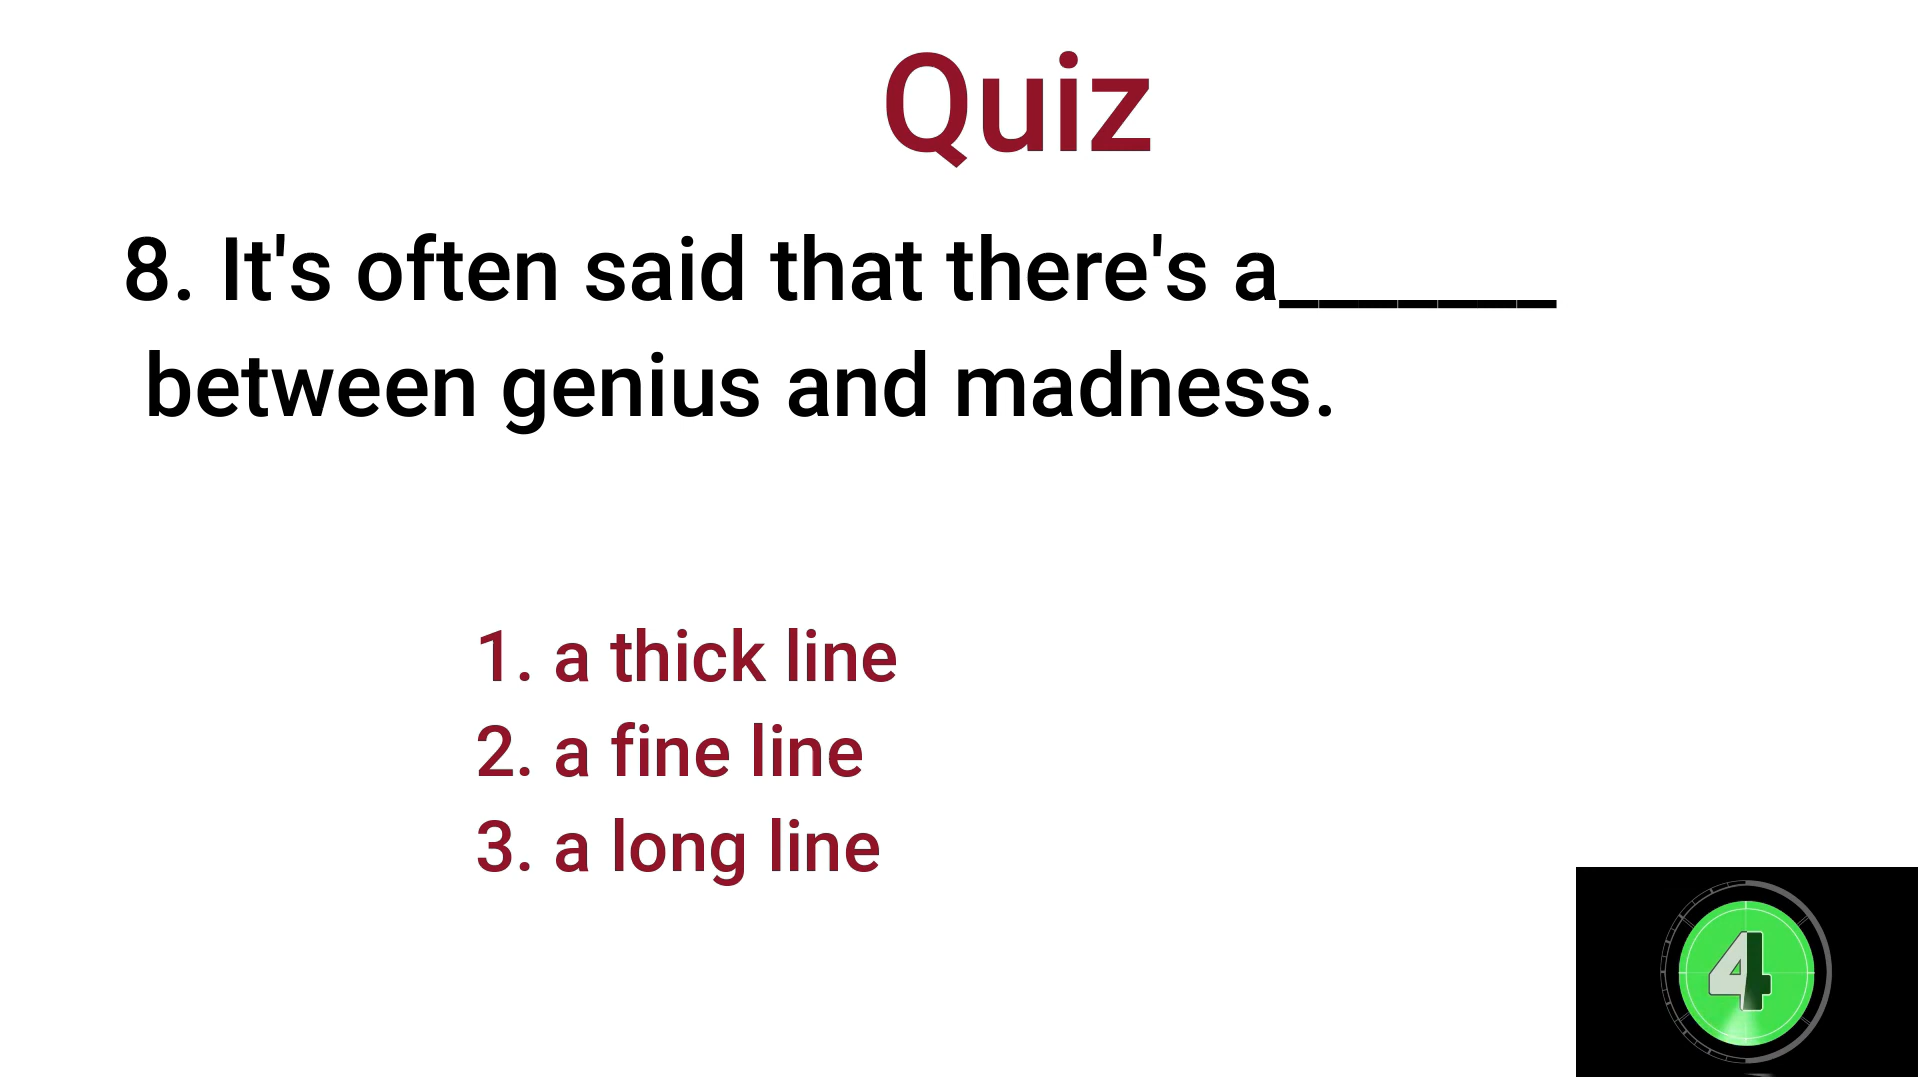 Quiz
8. It's often said that there's a_______
between genius and madness.
1. a thick line
2. a fine line
3. a long line
4